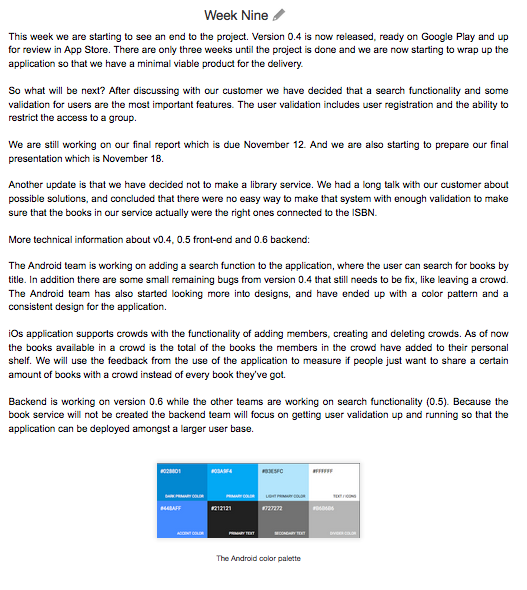 Week Nine
This week we are starting to see an end to the project. Version 0.4 is now released, ready on Google Play and up
for review in App Store. There are only three weeks until the project is done and we are now starting to wrap up the
application so that we have a minimal viable product for the delivery.
So what will be next? After discussing with our customer we have decided that a search functionality and some
validation for users are the most important features. The user validation includes user registration and the ability to
restrict the access to a group.
We are still working on our final report which is due November 12. And we are also starting to prepare our final
presentation which is November 18.
Another update is that we have decided not to make a library service. We had a long talk with our customer about
possible solutions, and concluded that there were no easy way to make that system with enough validation to make
sure that the books in our service actually were the right ones connected to the ISBN.
More technical information about v0.4, 0.5 front-end and 0.6 backend:
The Android team is working on adding a search function to the application, where the user can search for books by
title. In addition there are some small remaining bugs from version 0.4 that still needs to be fix, like leaving a crowd.
The Android team has also started looking more into designs, and have ended up with a color pattern and a
consistent design for the application.
iOs application supports crowds with the functionality of adding members, creating and deleting crowds. As of now
the books available in a crowd is the total of the books the members in the crowd have added to their personal
shelf. We will use the feedback from the use of the application to measure if people just want to share a certain
amount of books with a crowd instead of every book they've got.
Backend is working on version 0.6 while the other teams are working on search functionality (0.5). Because the
book service will not be created the backend team will focus on getting user validation up and running so that the
application can be deployed amongst a larger user base.
#0288D1 #03A9F4 #B3E5FC #FFFFFF
DARK PRIMARY COLOR PRIMARY COLOR LIGHT PRIMARY COLOR TEXT / ICONS
#448AFF #212121 #727272
ACCENT COLOR PRIMARY TEXT SECONDARY TEXT
The Android color palette